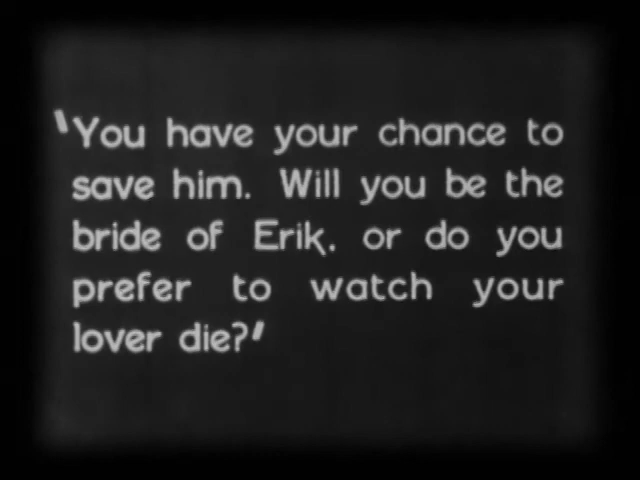 'You have your chance to
save him. Will you be the
bride of Erik. or do you
prefer to watch your
lover die?'